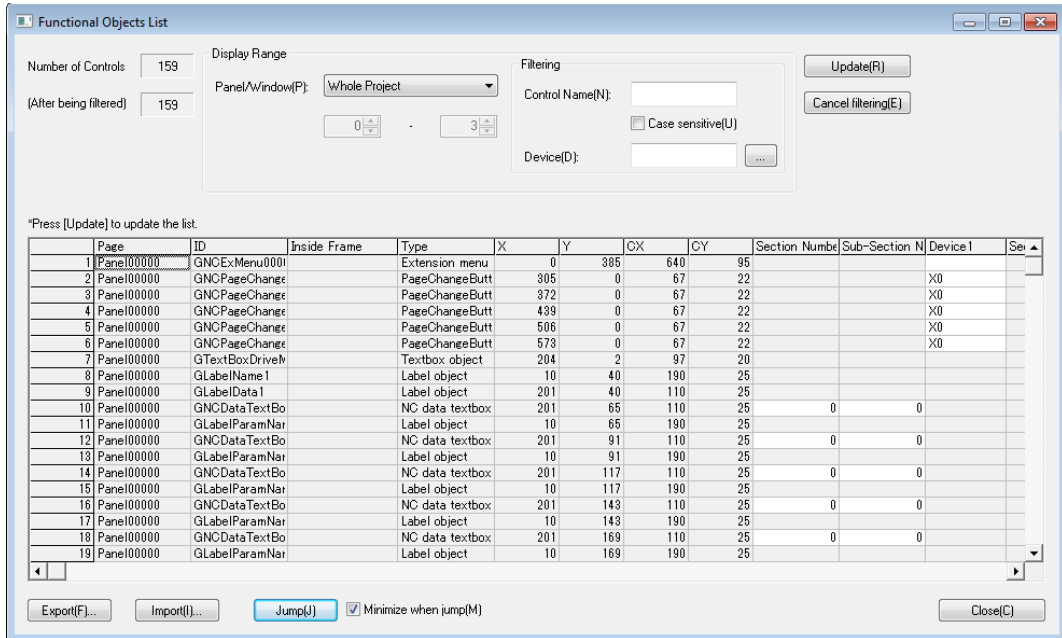 Functional Objects List
Number of Controls 159
(After being filtered) 159
Display Range
Panel/Window(P): Whole Project
0 - 3
Filtering
Control Name(N):
Case sensitive(U)
Device(D): ...
Update(R)
Cancel filtering(E)
*Press [Update] to update the list.
Page ID Inside Frame Type X Y CX CY Section Numbe Sub-Section N Device1 Se
1 Panel00000 GNCExMenu000 Extension menu 0 385 640 95
2 Panel00000 GNCPageChange PageChangeButt 305 0 67 22 X0
3 Panel00000 GNCPageChange PageChangeButt 372 0 67 22 X0
4 Panel00000 GNCPageChange PageChangeButt 439 0 67 22 X0
5 Panel00000 GNCPageChange PageChangeButt 506 0 67 22 X0
6 Panel00000 GNCPageChange PageChangeButt 573 0 67 22 X0
7 Panel00000 GTextBoxDriveM Textbox object 204 2 97 20
8 Panel00000 GLabelName1 Label object 10 40 190 25
9 Panel00000 GLabelData1 Label object 201 40 110 25
10 Panel00000 GNCDataTextBo NC data textbox 201 65 110 25 0 0
11 Panel00000 GLabelParamNar Label object 10 65 190 25
12 Panel00000 GNCDataTextBo NC data textbox 201 91 110 25 0 0
13 Panel00000 GLabelParamNar Label object 10 91 190 25
14 Panel00000 GNCDataTextBo NC data textbox 201 117 110 25 0 0
15 Panel00000 GLabelParamNar Label object 10 117 190 25
16 Panel00000 GNCDataTextBo NC data textbox 201 143 110 25 0 0
17 Panel00000 GLabelParamNar Label object 10 143 190 25
18 Panel00000 GNCDataTextBo NC data textbox 201 169 110 25 0 0
19 Panel00000 GLabelParamNar Label object 10 169 190 25
Export(F)... Import(I)... Jump(J) Minimize when jump(M) Close(C)